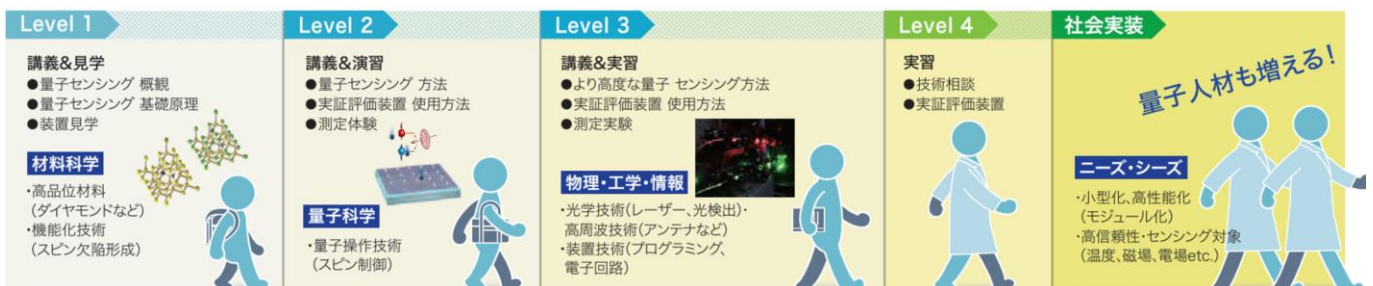 Level 1
講義&見学
●量子センシング 概観
●量子センシング 基礎原理
●装置見学
材料科学
・高品位材料
(ダイヤモンドなど)
・機能化技術
(スピン欠陥形成)
Level 2
講義&演習
●量子センシング 方法
●実証評価装置 使用方法
●測定体験
量子科学
・量子操作技術
(スピン制御)
Level 3
講義&実習
●より高度な量子 センシング方法
●実証評価装置 使用方法
●測定実験
物理・工学・情報
・光学技術(レーザー、光検出)・
高周波技術(アンテナなど)
・装置技術(プログラミング、
電子回路)
Level 4
実習
●技術相談
●実証評価装置
社会実装
量子人材も増える!
ニーズ・シーズ
・小型化、高性能化
(モジュール化)
・高信頼性・センシング対象
(温度、磁場、電場etc.)